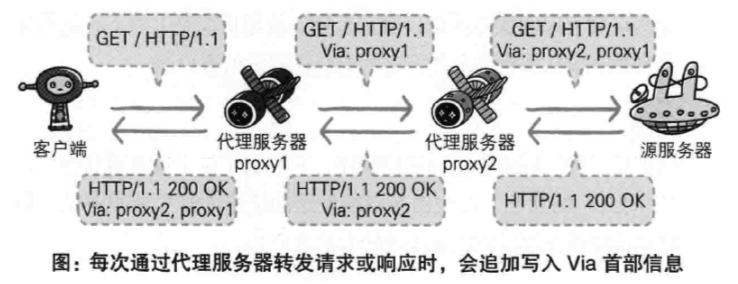 GET / HTTP/1.1
GET / HTTP/1.1
Via: proxy1
GET / HTTP/1.1
Via: proxy2, proxy1
客户端
代理服务器
proxy1
代理服务器
proxy2
源服务器
HTTP/1.1 200 OK
Via: proxy2, proxy1
HTTP/1.1 200 OK
Via: proxy2
HTTP/1.1 200 OK
图：每次通过代理服务器转发请求或响应时，会追加写入 Via 首部信息